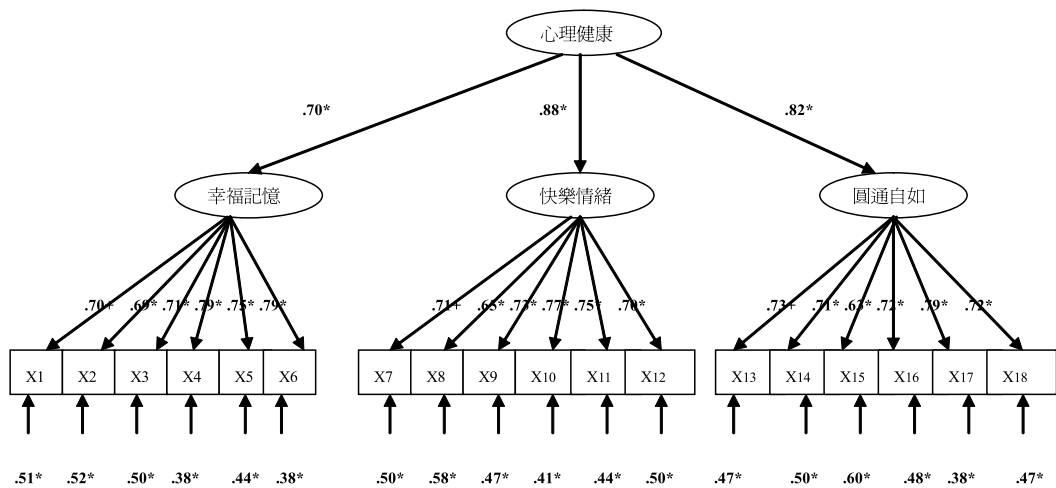 心理健康
.70* .88* .82*
幸福記憶 快樂情緒 圓通自如
.70+ .69* .71* .79* .75* .79* .71+ .65* .73* .77* .75* .70* .73+ .71* .63* .72* .79* .72*
X1 X2 X3 X4 X5 X6 X7 X8 X9 X10 X11 X12 X13 X14 X15 X16 X17 X18
.51* .52* .50* .38* .44* .38* .50* .58* .47* .41* .44* .50* .47* .50* .60* .48* .38* .47*